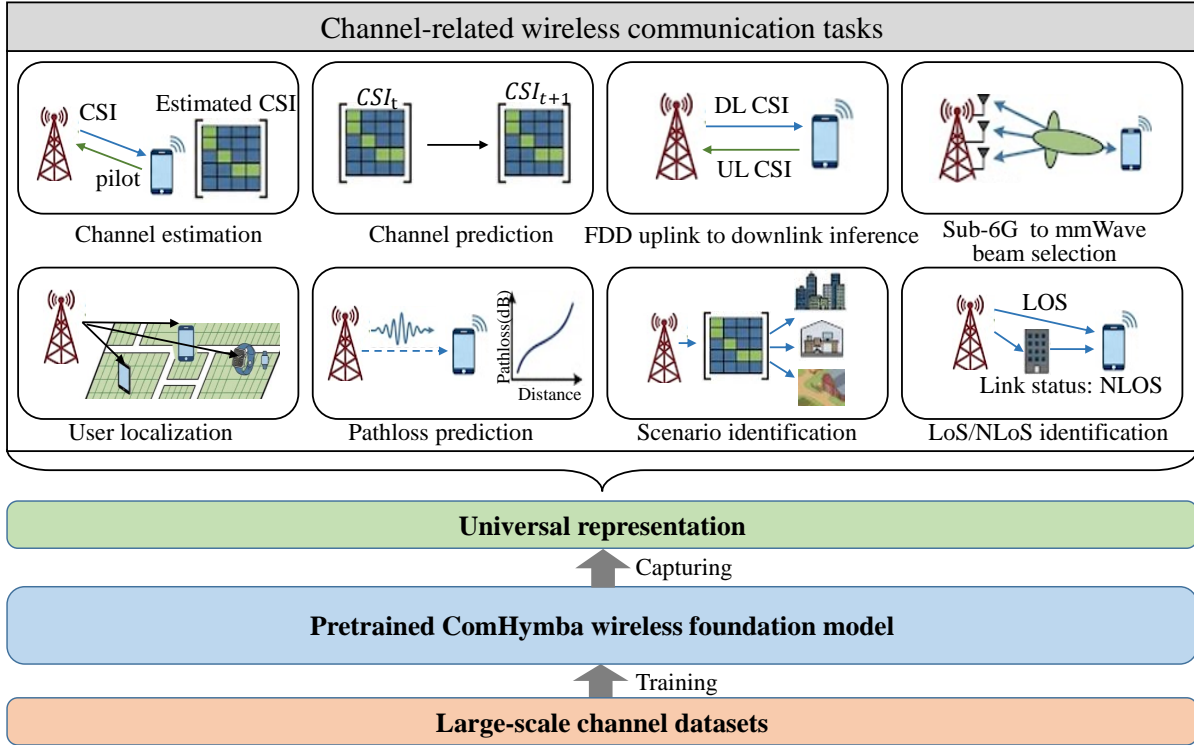 Channel-related wireless communication tasks
CSI
Estimated CSI
pilot
Channel estimation
CSI_t
CSI_{t+1}
Channel prediction
DL CSI
UL CSI
FDD uplink to downlink inference
Sub-6G to mmWave
beam selection
User localization
Pathloss(dB)
Distance
Pathloss prediction
Scenario identification
LOS
Link status: NLOS
LoS/NLoS identification
Universal representation
Capturing
Pretrained ComHymba wireless foundation model
Training
Large-scale channel datasets